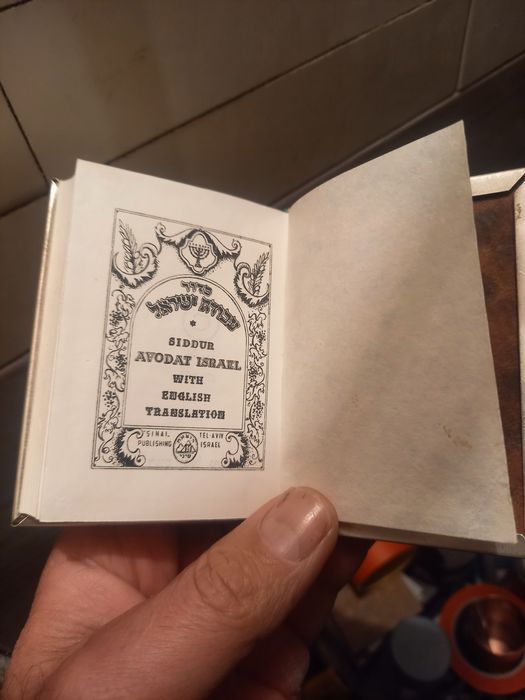 סדור
עבודת ישראל
*
SIDDUR
AVODAT ISRAEL
WITH
ENGLISH
TRANSLATION
SINAI TEL-AVIV
PUBLISHING ISRAEL